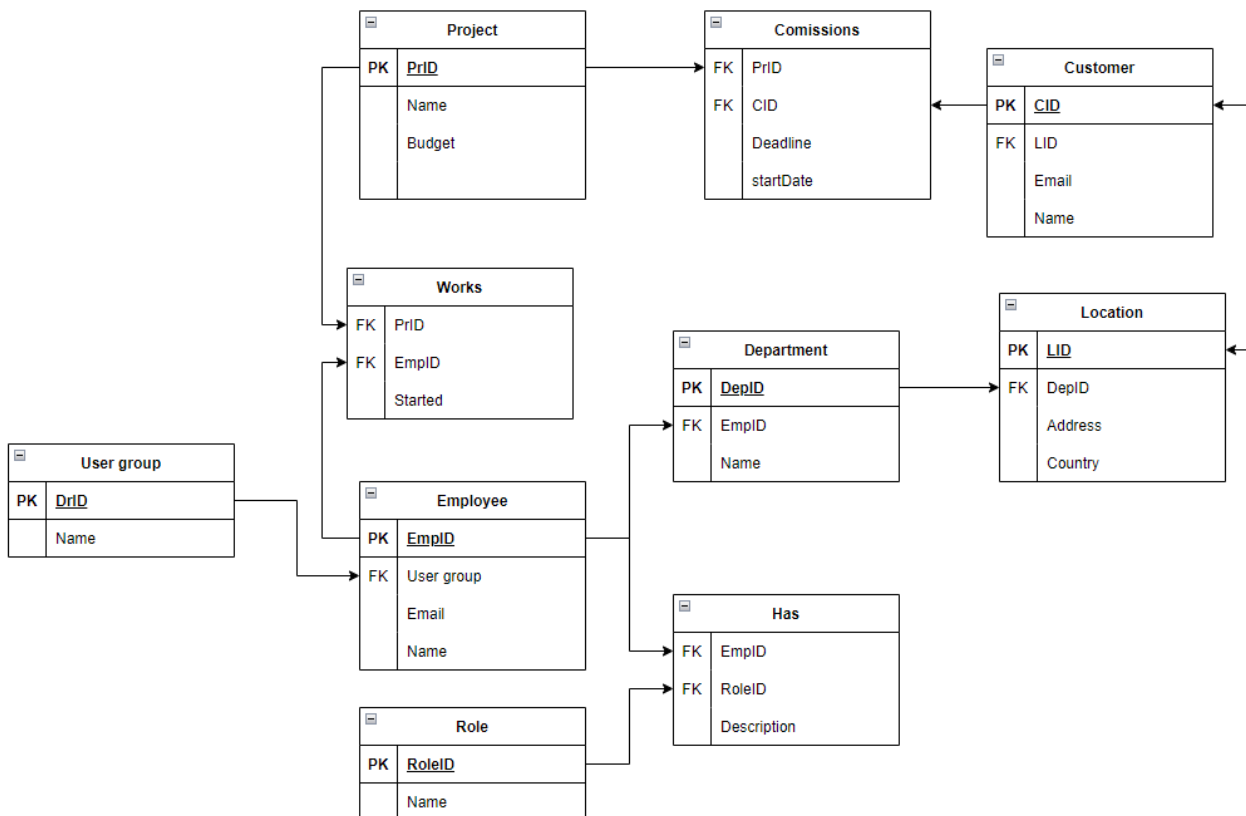 Project
PK PrID
Name
Budget
Comissions
FK PrID
FK CID
Deadline
startDate
Customer
PK CID
FK LID
Email
Name
Works
FK PrID
FK EmpID
Started
Department
PK DepID
FK EmpID
Name
Location
PK LID
FK DepID
Address
Country
User group
PK DrID
Name
Employee
PK EmpID
FK User group
Email
Name
Has
FK EmpID
FK RoleID
Description
Role
PK RoleID
Name